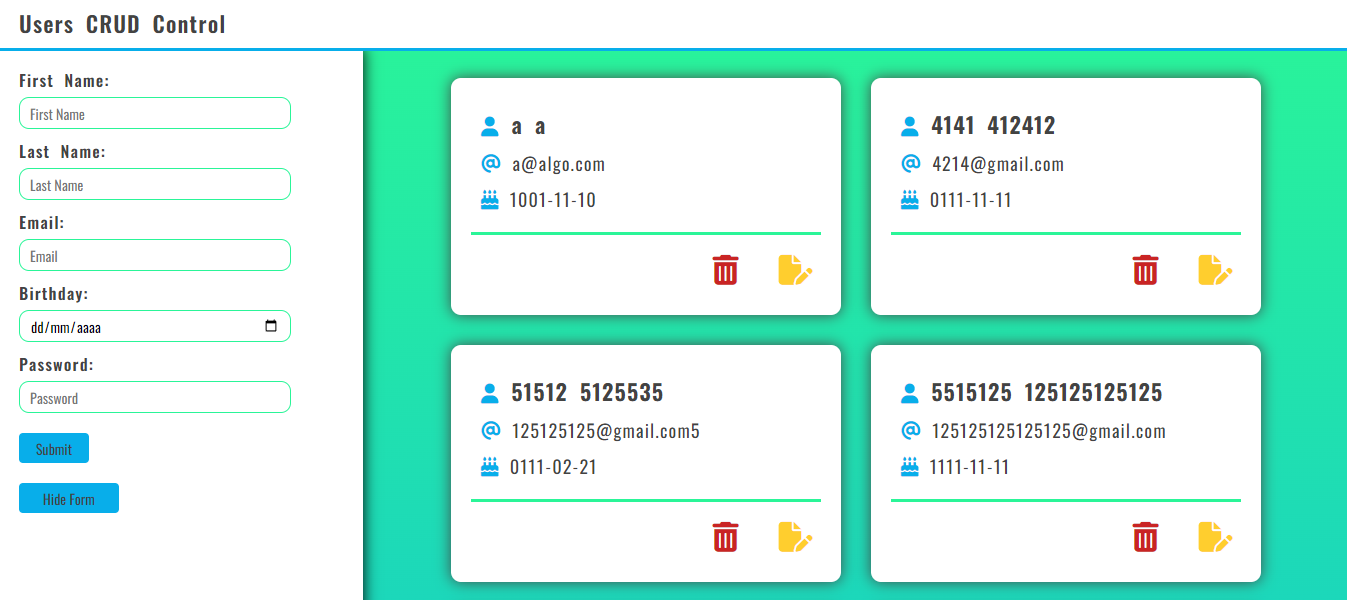 Users CRUD Control
First Name:
First Name
Last Name:
Last Name
Email:
Email
Birthday:
dd/mm/aaaa
Password:
Password
Submit
Hide Form
a a
a@algo.com
1001-11-10
4141 412412
4214@gmail.com
0111-11-11
51512 5125535
125125125@gmail.com5
0111-02-21
5515125 125125125125
125125125125125@gmail.com
1111-11-11